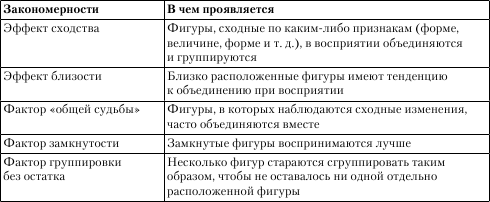 Закономерности
В чем проявляется
Эффект сходства
Фигуры, сходные по каким-либо признакам (форме,
величине, форме и т. д.), в восприятии объединяются
и группируются
Эффект близости
Близко расположенные фигуры имеют тенденцию
к объединению при восприятии
Фактор «общей судьбы»
Фигуры, в которых наблюдаются сходные изменения,
часто объединяются вместе
Фактор замкнутости
Замкнутые фигуры воспринимаются лучше
Фактор группировки
без остатка
Несколько фигур стараются сгруппировать таким
образом, чтобы не оставалось ни одной отдельно
расположенной фигуры